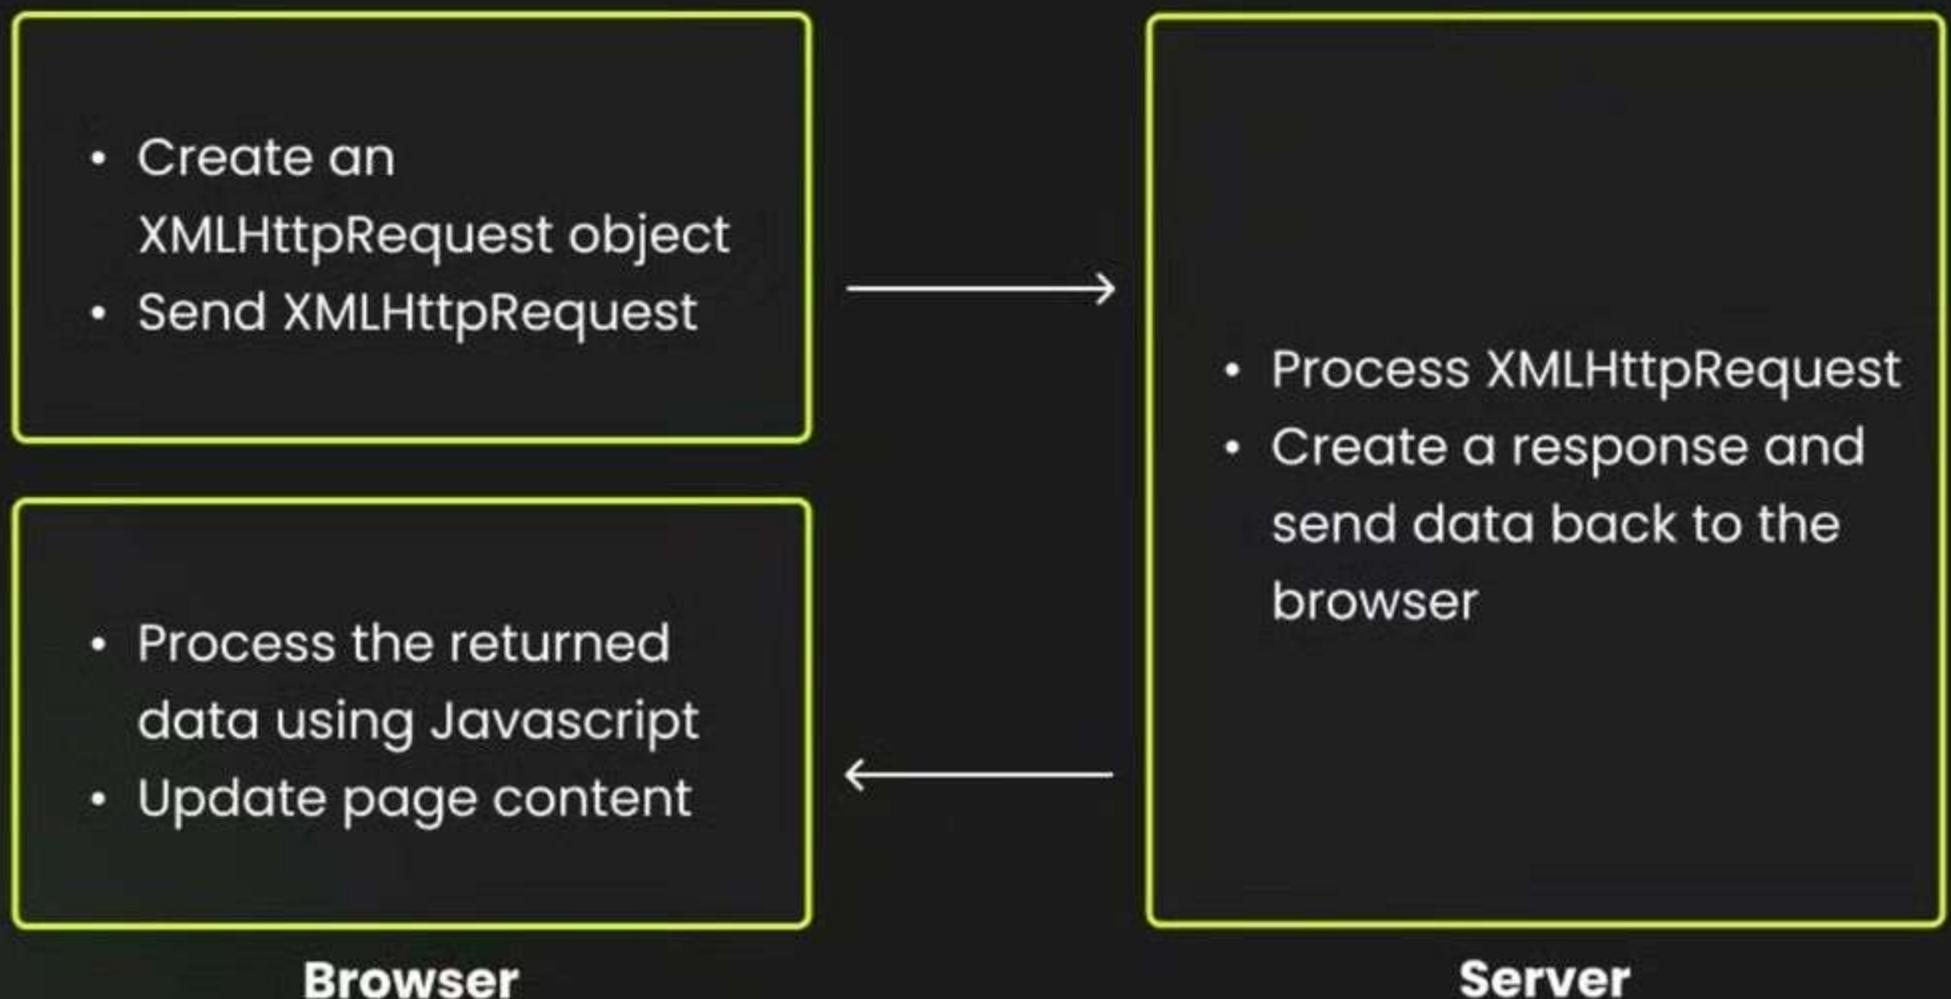 • Create an
XMLHttpRequest object
• Send XMLHttpRequest
• Process the returned
data using Javascript
• Update page content
Browser
• Process XMLHttpRequest
• Create a response and
send data back to the
browser
Server